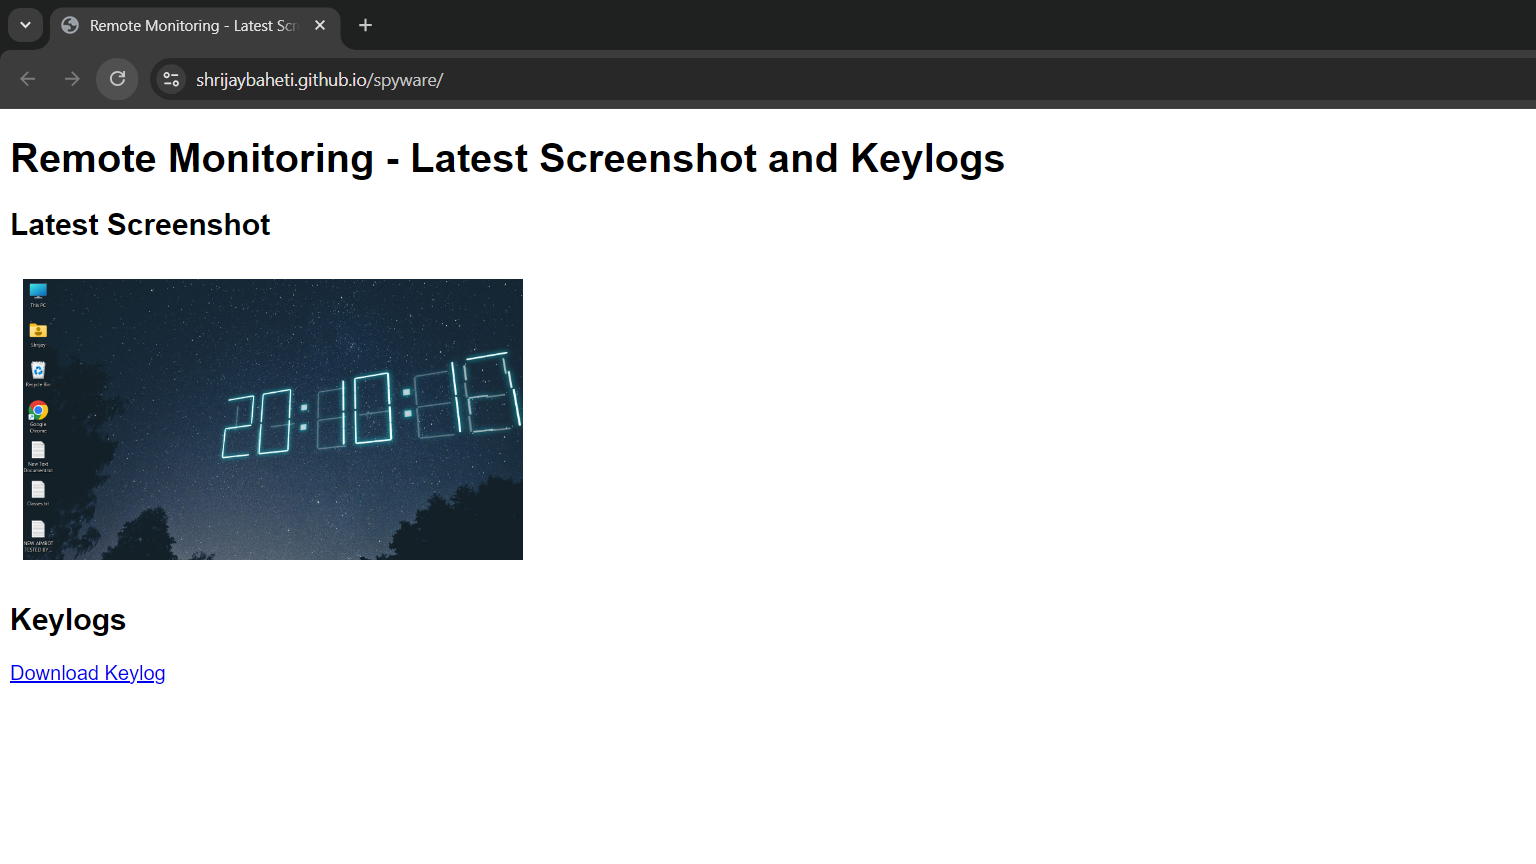 Remote Monitoring - Latest Scr
shrijaybaheti.github.io/spyware/
Remote Monitoring - Latest Screenshot and Keylogs
Latest Screenshot
This PC
Shrijay
Recycle Bin
Google
Chrome
New Text
Document.txt
Classes.txt
20:10:18
NEW AIMBOT
TESTED BY...
Keylogs
Download Keylog